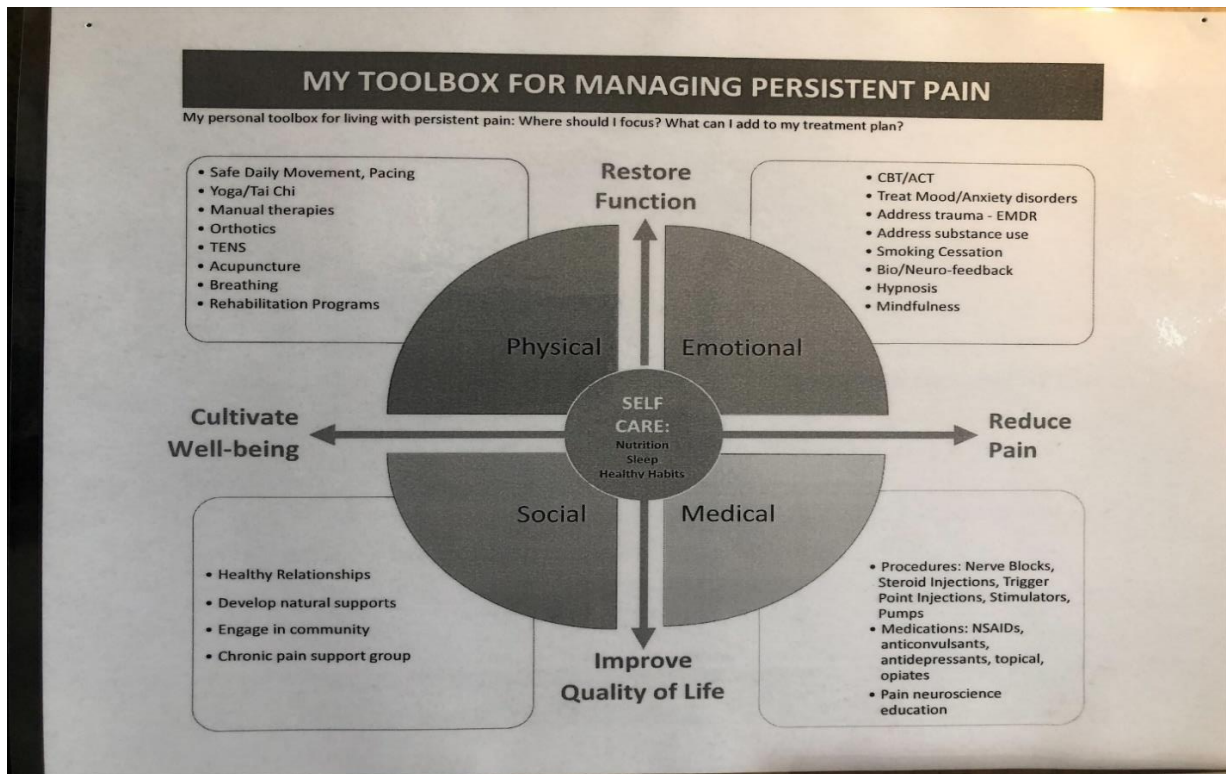 MY TOOLBOX FOR MANAGING PERSISTENT PAIN
My personal toolbox for living with persistent pain: Where should I focus? What can I add to my treatment plan?
• Safe Daily Movement, Pacing
• Yoga/Tai Chi
• Manual therapies
• Orthotics
• TENS
• Acupuncture
• Breathing
• Rehabilitation Programs
Restore
Function
• CBT/ACT
• Treat Mood/Anxiety disorders
• Address trauma - EMDR
• Address substance use
• Smoking Cessation
• Bio/Neuro-feedback
• Hypnosis
• Mindfulness
Physical
Emotional
Cultivate
Well-being
SELF
CARE:
Nutrition
Sleep
Healthy Habits
Reduce
Pain
Social
Medical
• Healthy Relationships
• Develop natural supports
• Engage in community
• Chronic pain support group
Improve
Quality of Life
• Procedures: Nerve Blocks,
Steroid Injections, Trigger
Point Injections, Stimulators,
Pumps
• Medications: NSAIDs,
anticonvulsants,
antidepressants, topical,
opiates
• Pain neuroscience
education